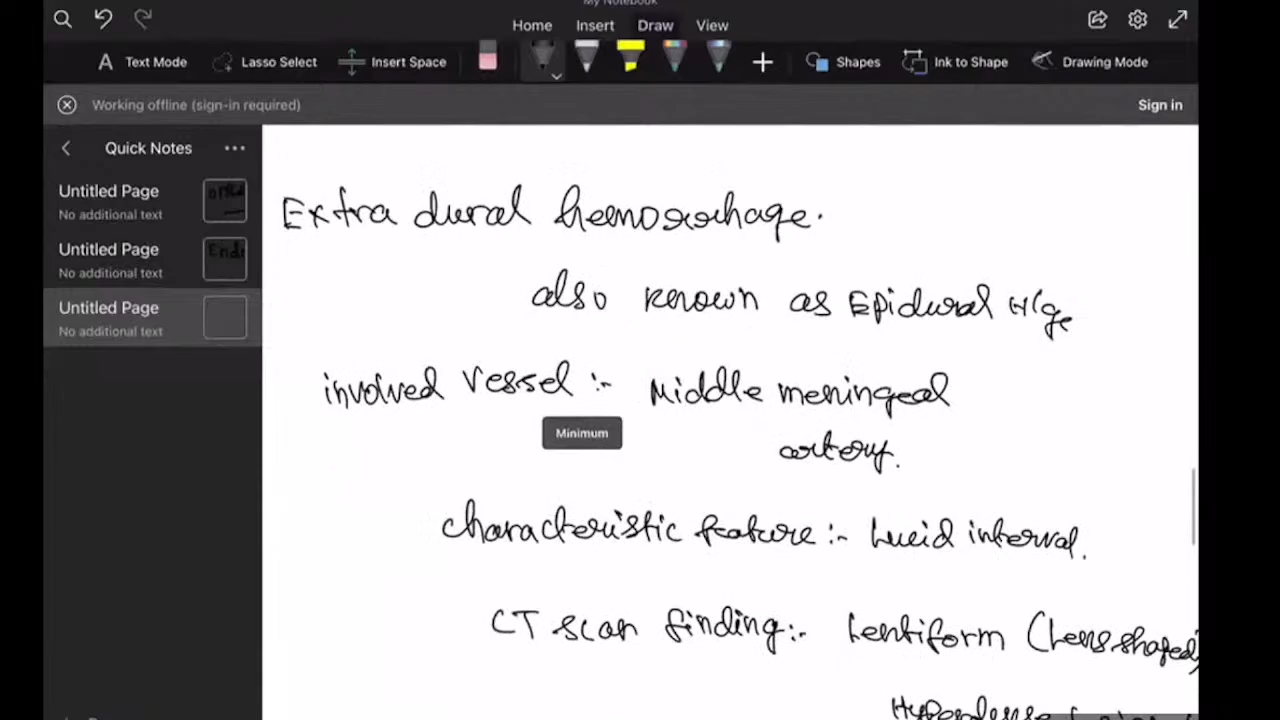 My Notebook
Home Insert Draw View
Text Mode Lasso Select Insert Space Shapes Ink to Shape Drawing Mode
Working offline (sign-in required) Sign in
Quick Notes
Untitled Page
No additional text
Untitled Page
No additional text
Untitled Page
No additional text
Extra dural hemorrhage.
also known as Epidural H/ge
involved vessel :- Middle meningeal
artery.
Minimum
characteristic feature :- Lucid interval.
CT scan finding :- Lentiform (Lens shaped)
Hyperdense